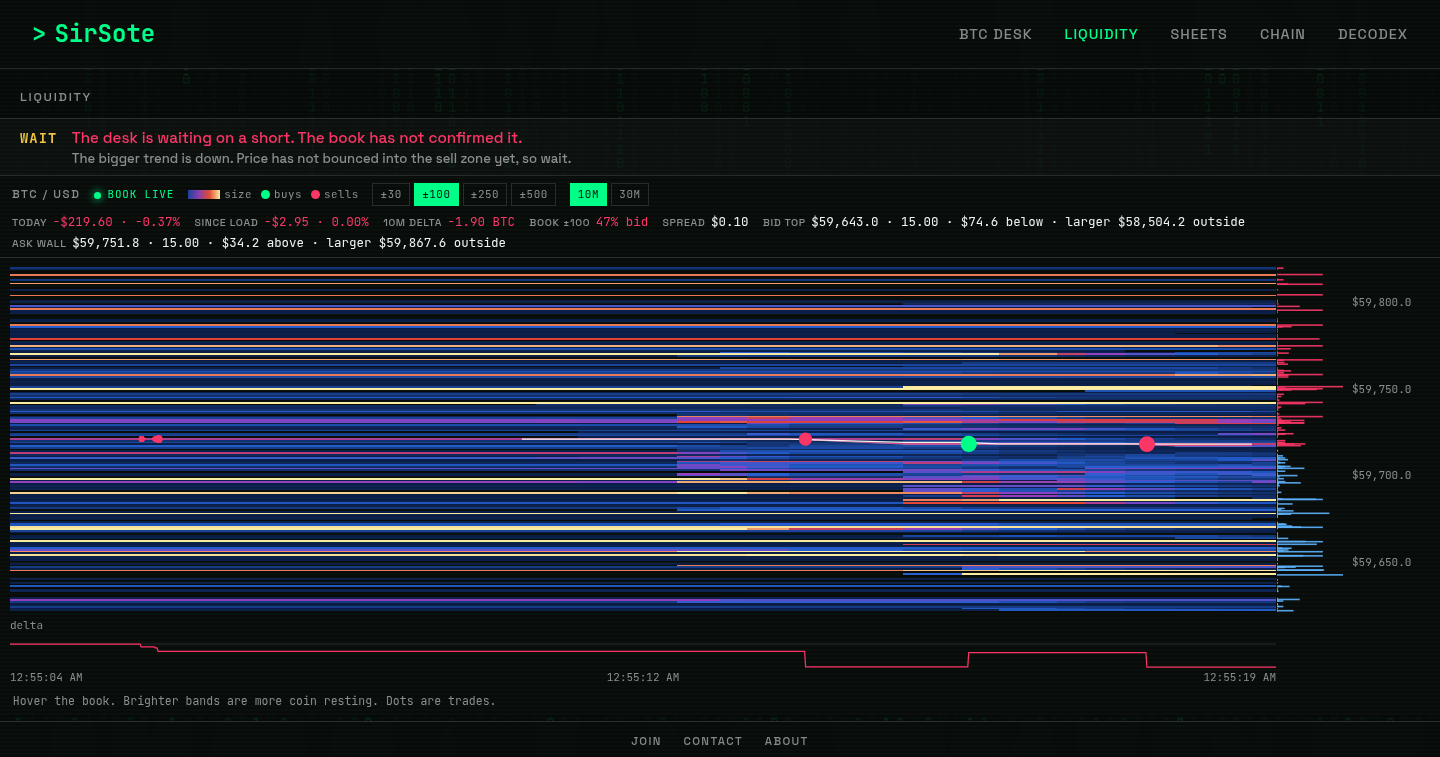 > SirSote
BTC DESK LIQUIDITY SHEETS CHAIN DECODEX
LIQUIDITY
WAIT The desk is waiting on a short. The book has not confirmed it.
The bigger trend is down. Price has not bounced into the sell zone yet, so wait.
BTC / USD BOOK LIVE size buys sells ±30 ±100 ±250 ±500 10M 30M
TODAY -$219.60 · -0.37% SINCE LOAD -$2.95 · 0.00% 10M DELTA -1.90 BTC BOOK ±100 47% bid SPREAD $0.10 BID TOP $59,643.0 · 15.00 · $74.6 below · larger $58,504.2 outside
ASK WALL $59,751.8 · 15.00 · $34.2 above · larger $59,867.6 outside
$59,800.0
$59,750.0
$59,700.0
$59,650.0
delta
12:55:04 AM 12:55:12 AM 12:55:19 AM
Hover the book. Brighter bands are more coin resting. Dots are trades.
JOIN CONTACT ABOUT